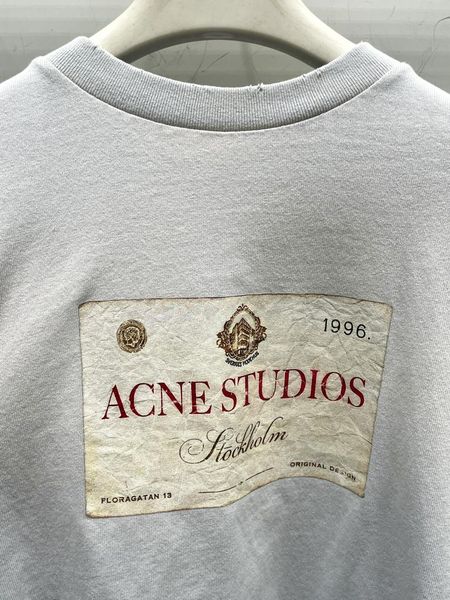 1996.
ACNE STUDIOS
Stockholm
ORIGINAL DESIGN
FLORAGATAN 13